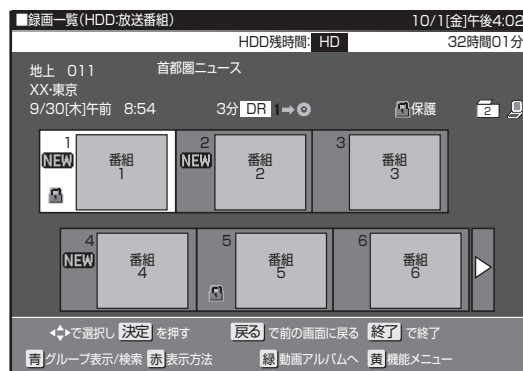 ■録画一覧(HDD:放送番組) 10/1[金]午後4:02
HDD残時間: HD 32時間01分
地上 011 首都圏ニュース
XX・東京
9/30[木]午前 8:54 3分 DR 1➡ 保護 2
1 NEW 番組1
2 NEW 番組2
3 番組3
4 NEW 番組4
5 番組5
6 番組6
で選択し 決定 を押す 戻る で前の画面に戻る 終了 で終了
青 グループ表示/検索 赤 表示方法 緑 動画アルバムへ 黄 機能メニュー